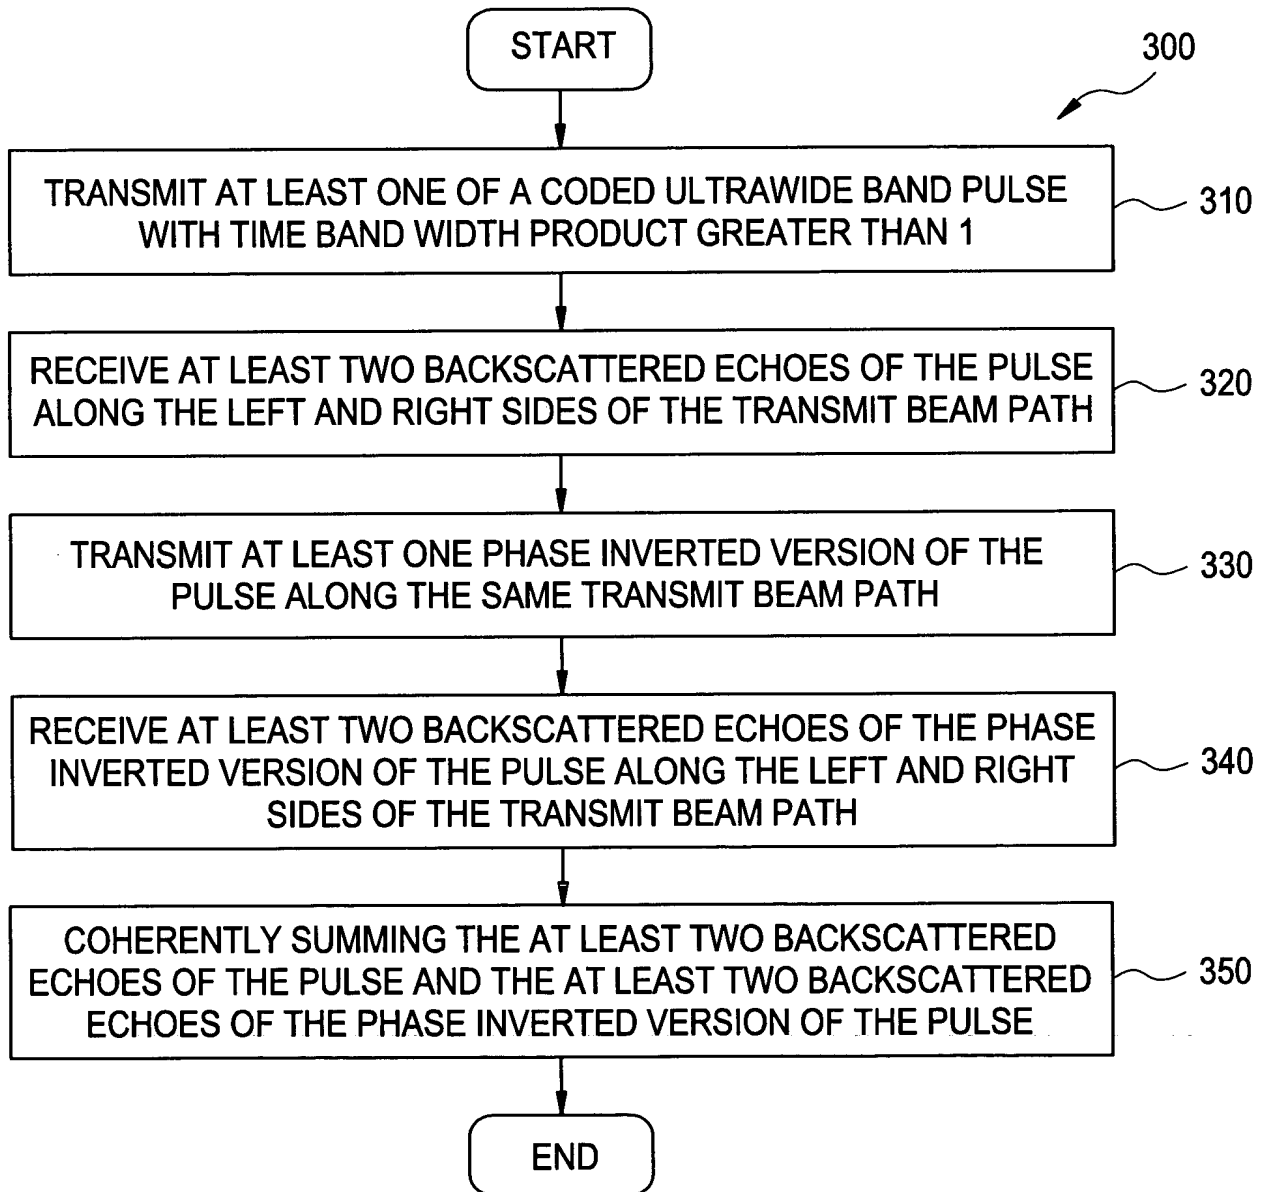 START
300
TRANSMIT AT LEAST ONE OF A CODED ULTRAWIDE BAND PULSE
WITH TIME BAND WIDTH PRODUCT GREATER THAN 1
310
RECEIVE AT LEAST TWO BACKSCATTERED ECHOES OF THE PULSE
ALONG THE LEFT AND RIGHT SIDES OF THE TRANSMIT BEAM PATH
320
TRANSMIT AT LEAST ONE PHASE INVERTED VERSION OF THE
PULSE ALONG THE SAME TRANSMIT BEAM PATH
330
RECEIVE AT LEAST TWO BACKSCATTERED ECHOES OF THE PHASE
INVERTED VERSION OF THE PULSE ALONG THE LEFT AND RIGHT
SIDES OF THE TRANSMIT BEAM PATH
340
COHERENTLY SUMMING THE AT LEAST TWO BACKSCATTERED
ECHOES OF THE PULSE AND THE AT LEAST TWO BACKSCATTERED
ECHOES OF THE PHASE INVERTED VERSION OF THE PULSE
350
END